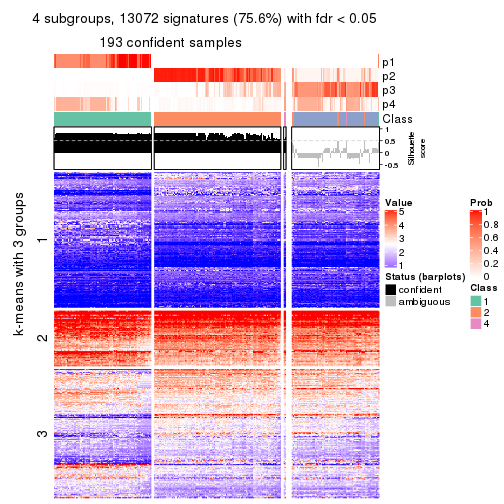 4 subgroups, 13072 signatures (75.6%) with fdr < 0.05
193 confident samples
p1
p2
p3
p4
Class
1
0.5
0
-0.5
Silhouette
score
k-means with 3 groups
1
2
3
Value
5
4
3
2
1
Prob
1
0.8
0.6
0.4
0.2
0
Status (barplots)
confident
ambiguous
Class
1
2
4